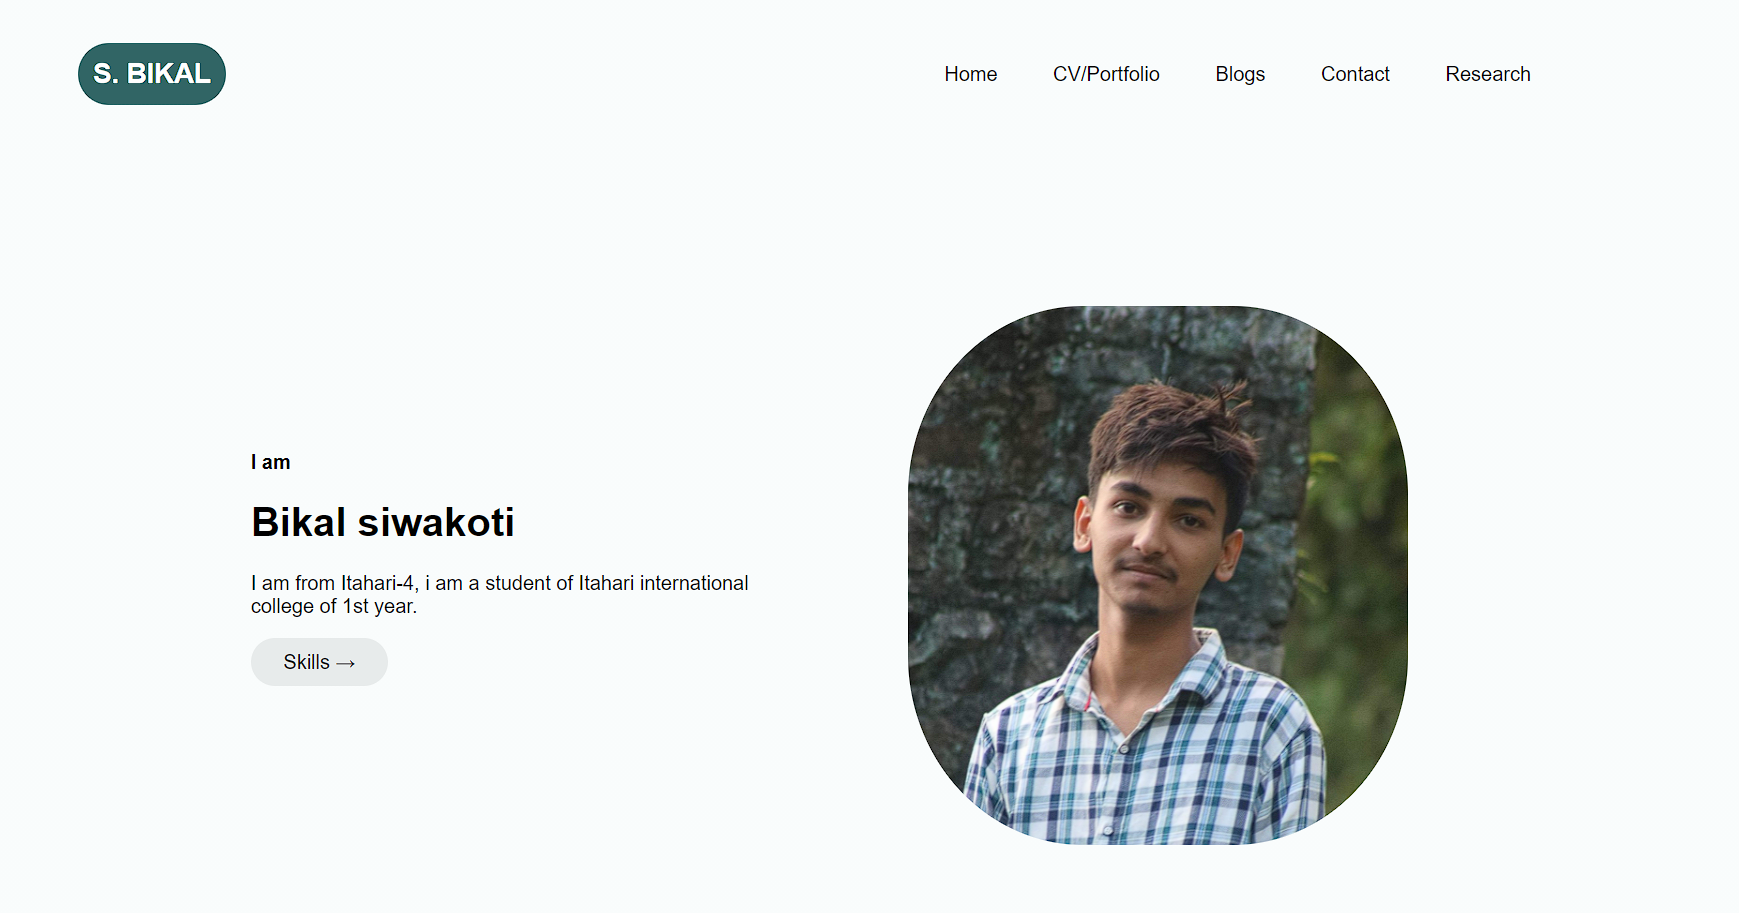 S. BIKAL
Home CV/Portfolio Blogs Contact Research
I am
Bikal siwakoti
I am from Itahari-4, i am a student of Itahari international
college of 1st year.
Skills →